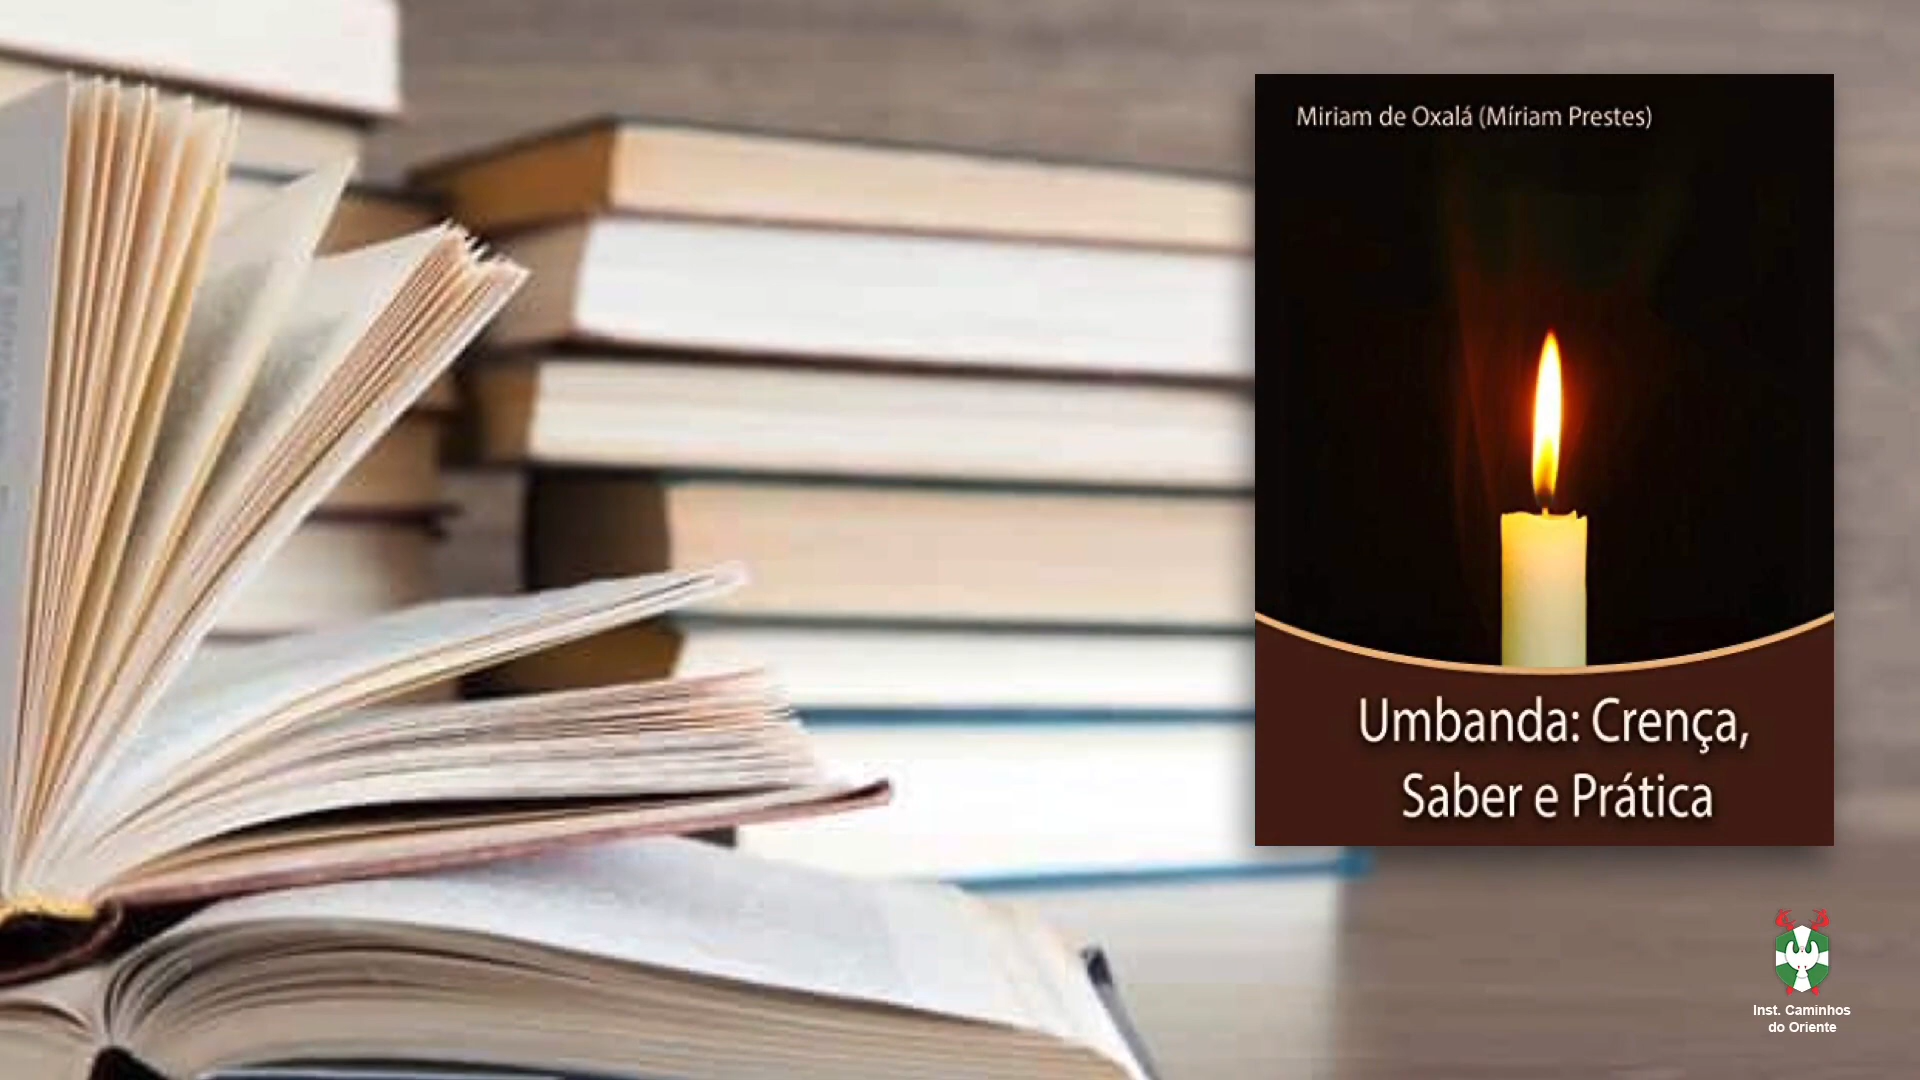 Miriam de Oxalá (Míriam Prestes)
Umbanda: Crença,
Saber e Prática
Inst. Caminhos
do Oriente